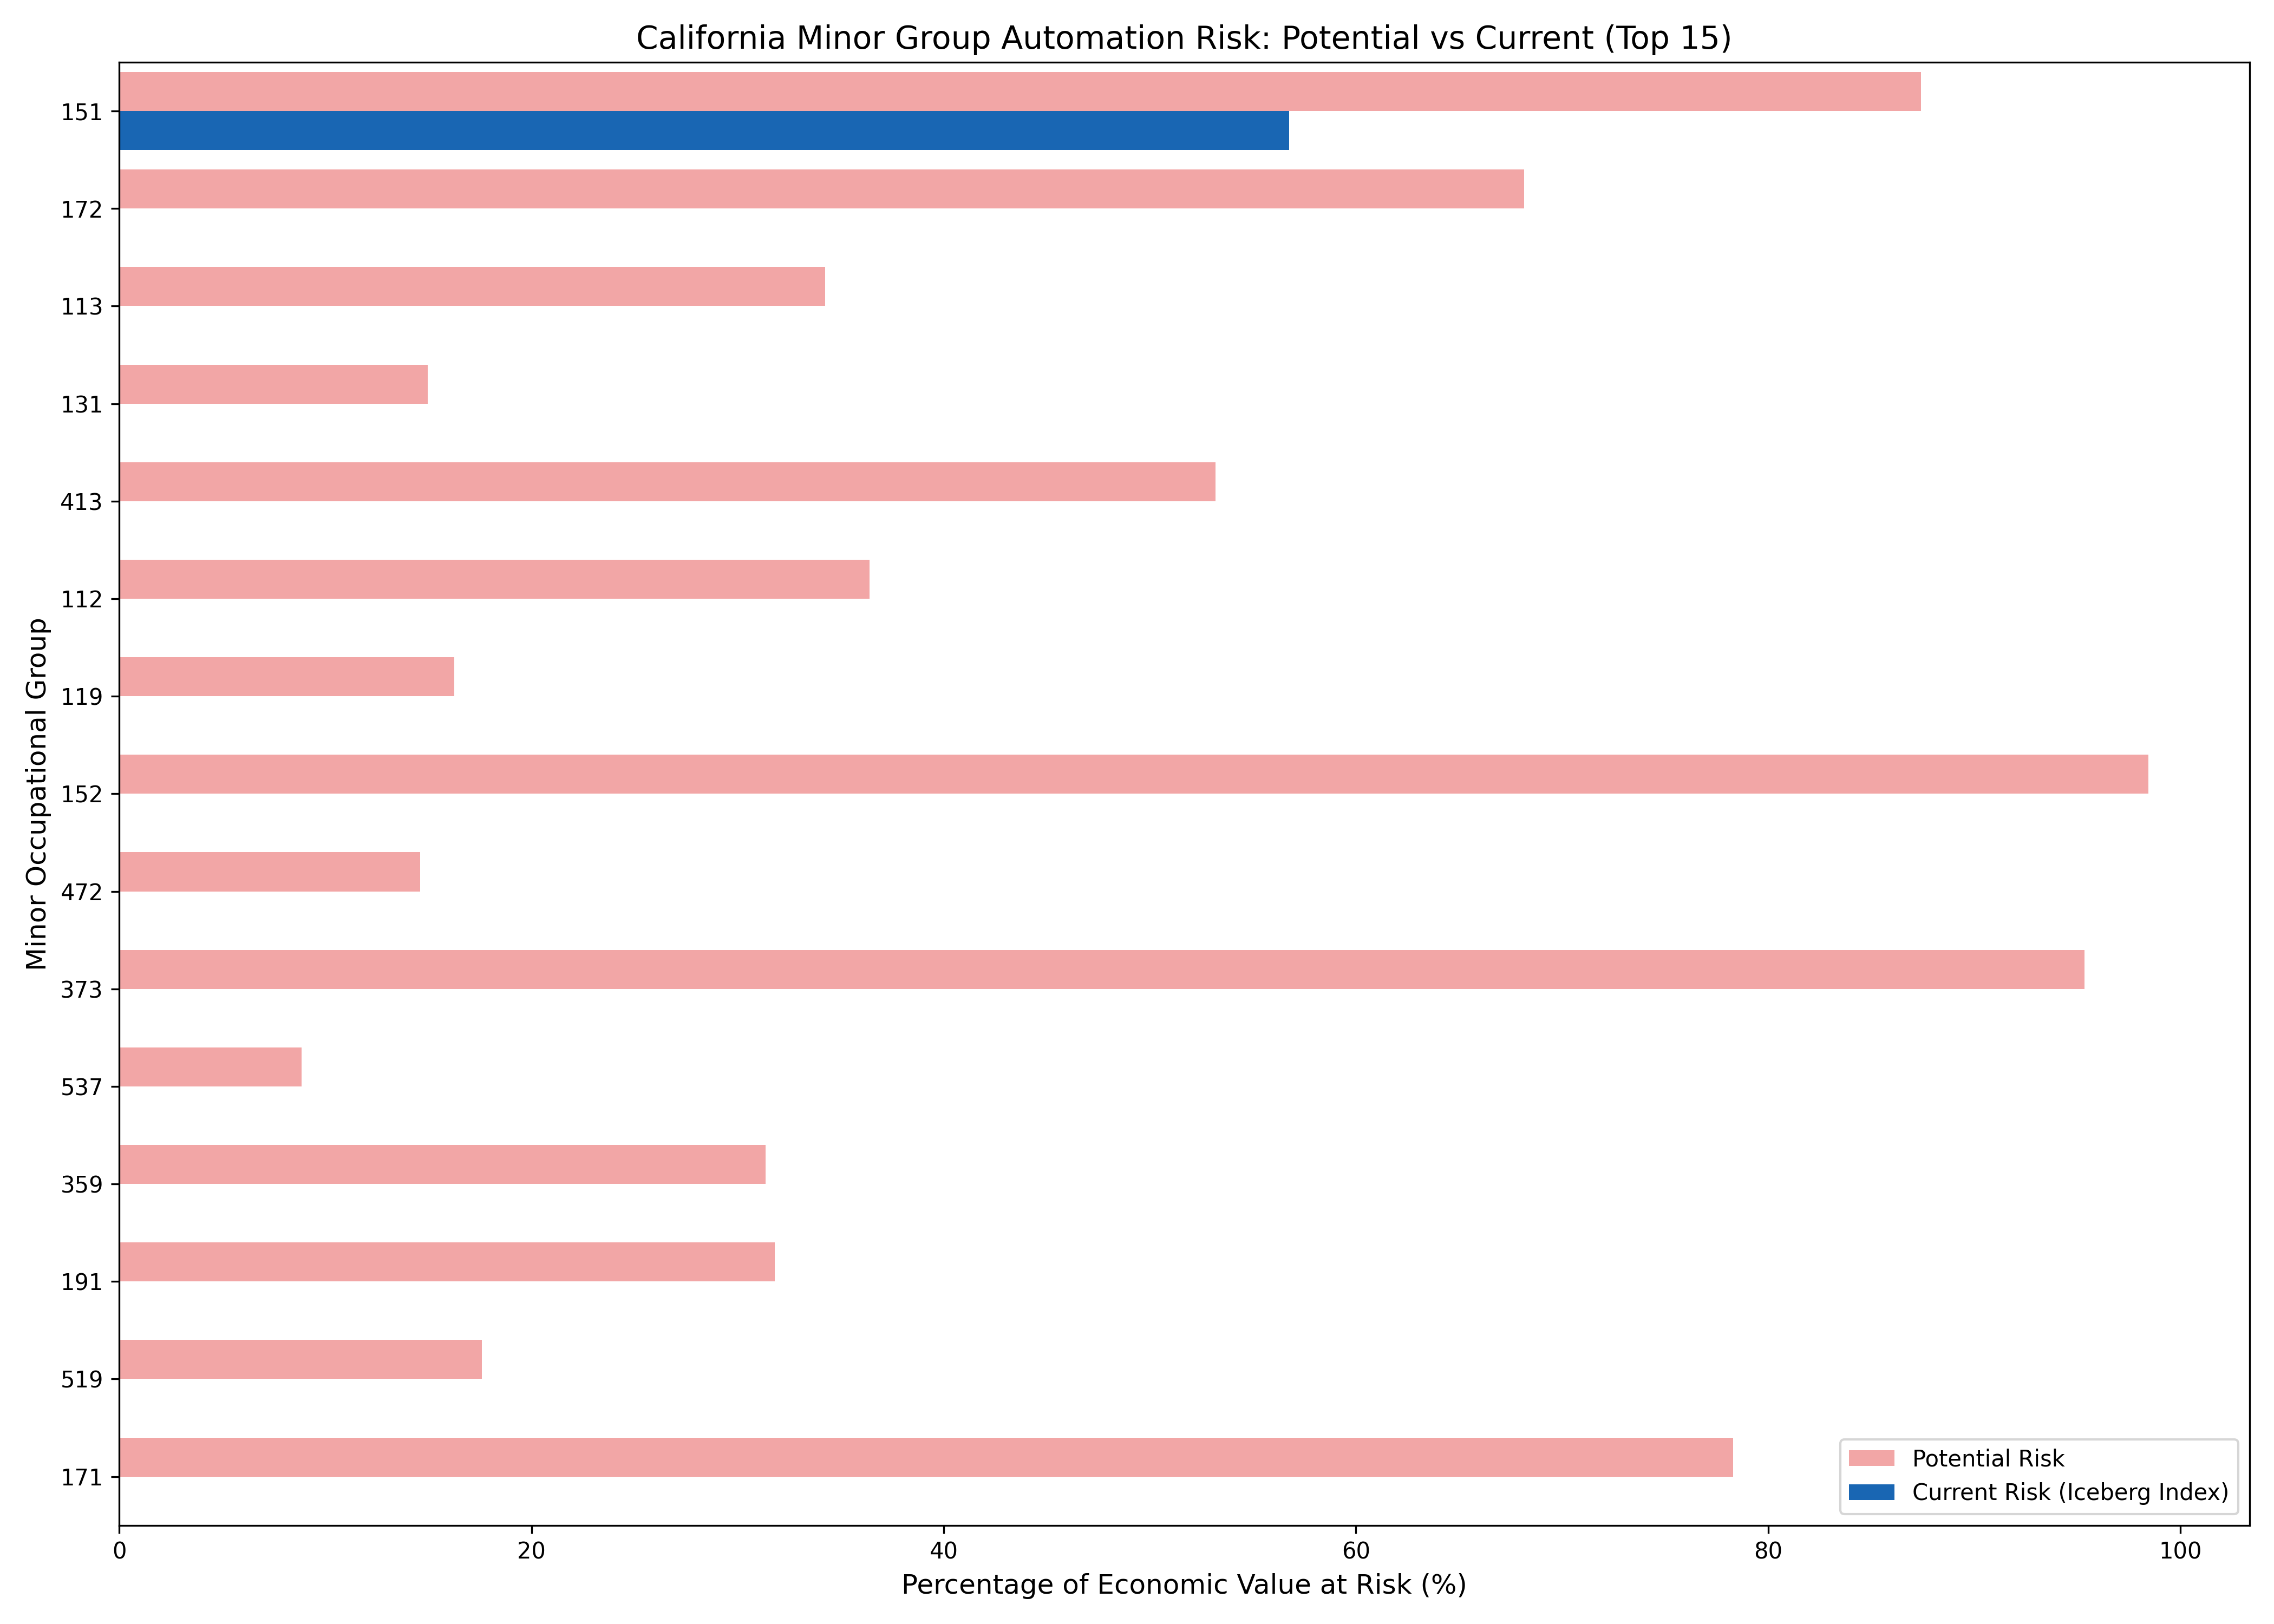 California Minor Group Automation Risk: Potential vs Current (Top 15)
Minor Occupational Group
151
172
113
131
413
112
119
152
472
373
537
359
191
519
171
Potential Risk
Current Risk (Iceberg Index)
0 20 40 60 80 100
Percentage of Economic Value at Risk (%)